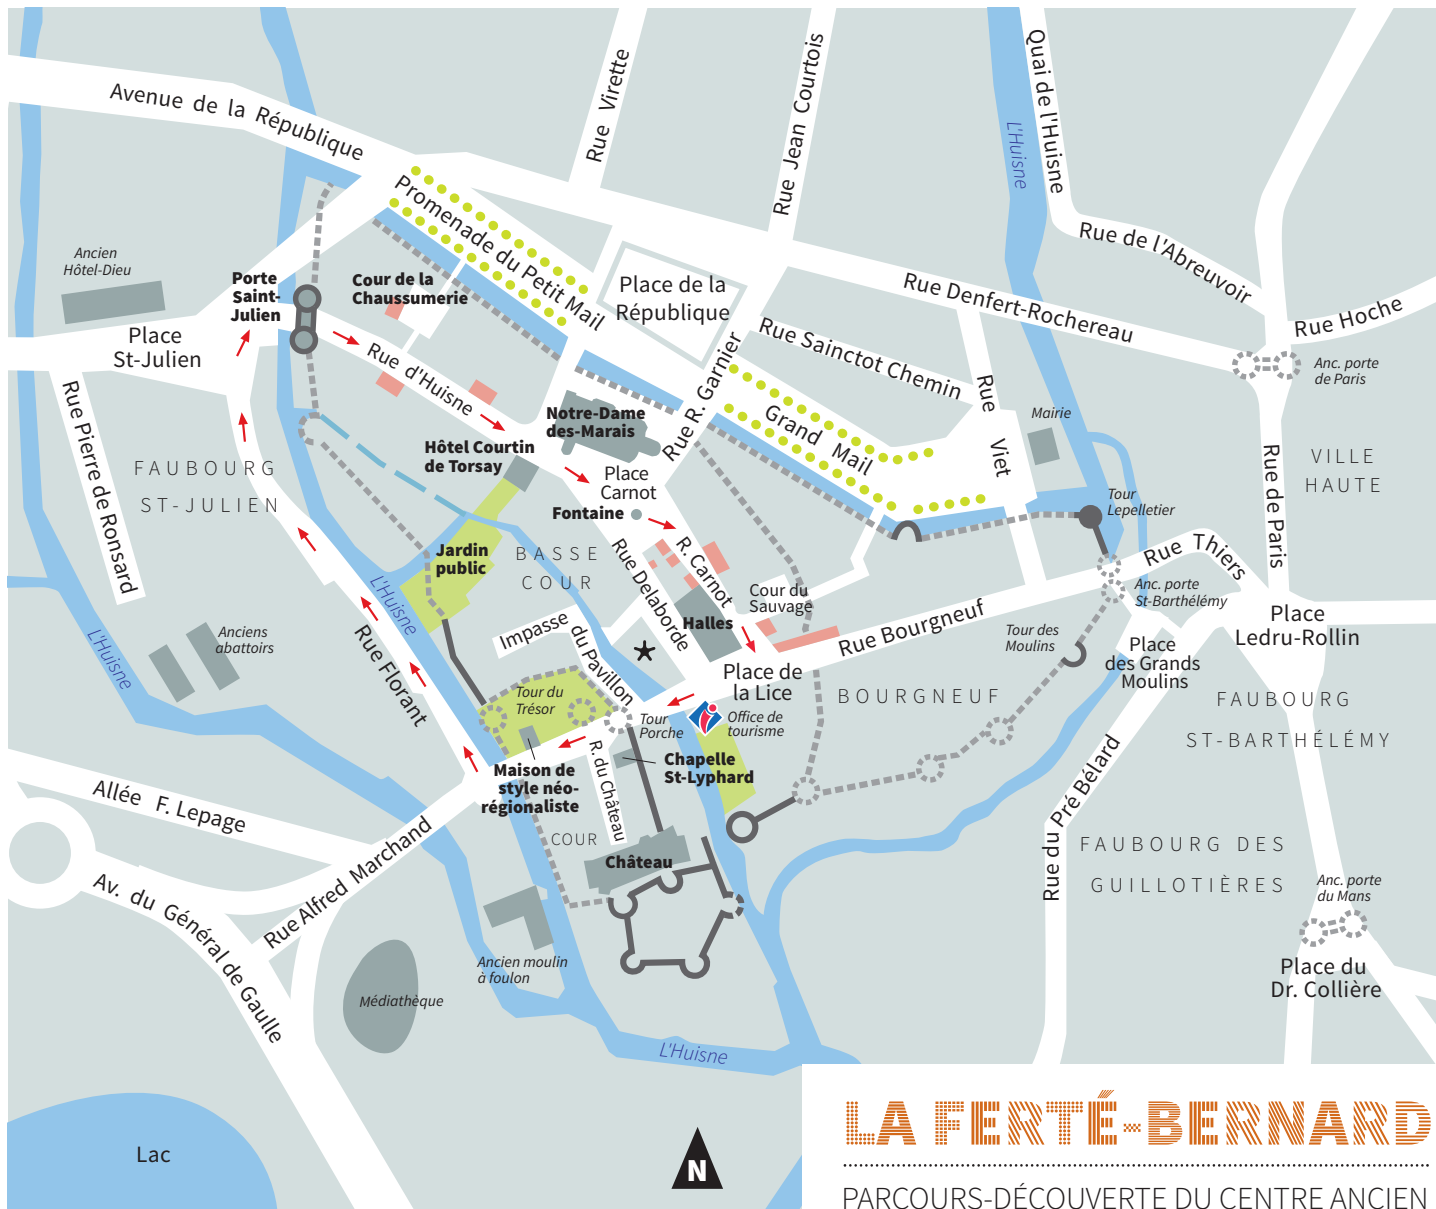 Avenue de la République
Rue Virette
Rue Jean Courtois
Quai de l'Huisne
L'Huisne
Promenade du Petit Mail
Rue de l'Abreuvoir
Ancien
Hôtel-Dieu
Porte
Saint-
Julien
Cour de la
Chaussumerie
Place de la
République
Rue Denfert-Rochereau
Rue Hoche
Place
St-Julien
Rue d'Huisne
Rue Sainctot Chemin
Anc. porte
de Paris
Rue Pierre de Ronsard
Rue R. Garnier
Rue Viet
Mairie
Notre-Dame
des-Marais
Grand Mail
Hôtel Courtin
de Torsay
FAUBOURG
ST-JULIEN
Place
Carnot
VILLE
HAUTE
Rue de Paris
Fontaine
Tour
Lepelletier
Jardin
public
BASSE
COUR
R. Carnot
Rue Delaborde
Rue Thiers
L'Huisne
Cour du
Sauvage
Anc. porte
St-Barthélémy
Halles
Rue Bourgneuf
Place
Ledru-Rollin
L'Huisne
Anciens
abattoirs
Rue Florant
Impasse du Pavillon
Tour des
Moulins
Place
des Grands
Moulins
Place de
la Lice
BOURGNEUF
FAUBOURG
ST-BARTHÉLÉMY
Tour du
Trésor
Tour
Porche
Office de
tourisme
Maison de
style néo-
régionaliste
R. du Château
Chapelle
St-Lyphard
Allée F. Lepage
Rue du Pré Bélard
COUR
Château
FAUBOURG DES
GUILLOTIÈRES
Rue Alfred Marchand
Av. du Général de Gaulle
Anc. porte
du Mans
Ancien moulin
à foulon
Place du
Dr. Collière
Médiathèque
L'Huisne
Lac
N
LA FERTÉ-BERNARD
PARCOURS-DÉCOUVERTE DU CENTRE ANCIEN